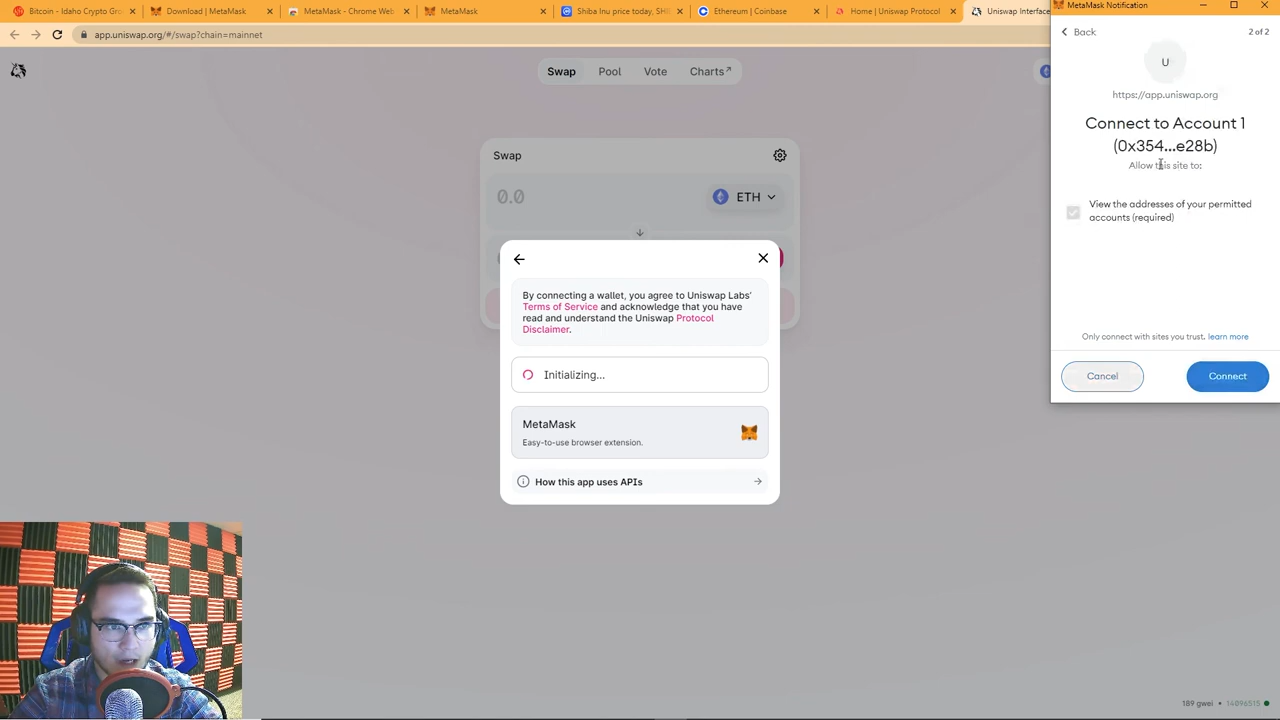 Bitcoin - Idaho Crypto Gro
Download | MetaMask
MetaMask - Chrome Web
MetaMask
Shiba Inu price today, SHI
Ethereum | Coinbase
Home | Uniswap Protocol
Uniswap Interface
MetaMask Notification
app.uniswap.org/#/swap?chain=mainnet
Back
2 of 2
Swap
Pool
Vote
Charts↗
U
https://app.uniswap.org
Connect to Account 1
(0x354...e28b)
Allow this site to:
View the addresses of your permitted
accounts (required)
Only connect with sites you trust. learn more
Cancel
Connect
Swap
0.0
ETH
By connecting a wallet, you agree to Uniswap Labs’
Terms of Service and acknowledge that you have
read and understand the Uniswap Protocol
Disclaimer.
Initializing...
MetaMask
Easy-to-use browser extension.
How this app uses APIs
189 gwei • 14096515